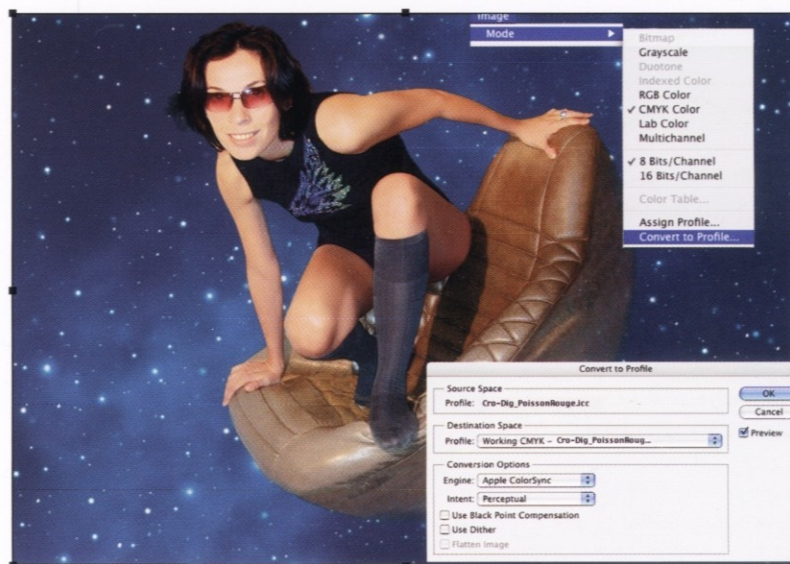 Image
Mode
Bitmap
Grayscale
Duotone
Indexed Color
RGB Color
✓ CMYK Color
Lab Color
Multichannel
✓ 8 Bits/Channel
16 Bits/Channel
Color Table...
Assign Profile...
Convert to Profile...
Convert to Profile
Source Space
Profile: Cro-Dig_PoissonRouge.icc
OK
Cancel
Preview
Destination Space
Profile: Working CMYK - Cro-Dig_PoissonRoug...
Conversion Options
Engine: Apple ColorSync
Intent: Perceptual
Use Black Point Compensation
Use Dither
Flatten Image